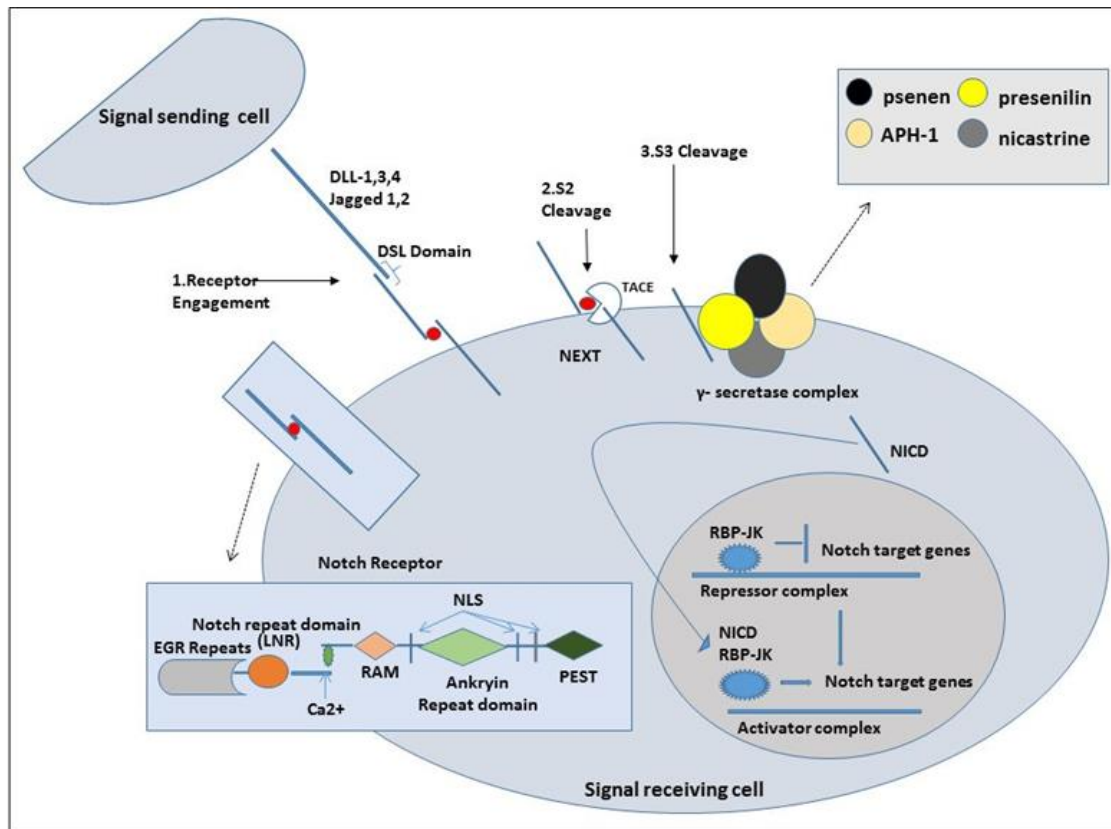 Signal sending cell
psenen
presenilin
APH-1
nicastrine
DLL-1,3,4
Jagged 1,2
DSL Domain
1.Receptor
Engagement
2.S2
Cleavage
3.S3 Cleavage
TACE
NEXT
γ- secretase complex
NICD
RBP-JK
Notch target genes
Repressor complex
NICD
RBP-JK
Notch target genes
Activator complex
Notch Receptor
Notch repeat domain
(LNR)
EGR Repeats
NLS
RAM
Ca2+
Ankryin
Repeat domain
PEST
Signal receiving cell